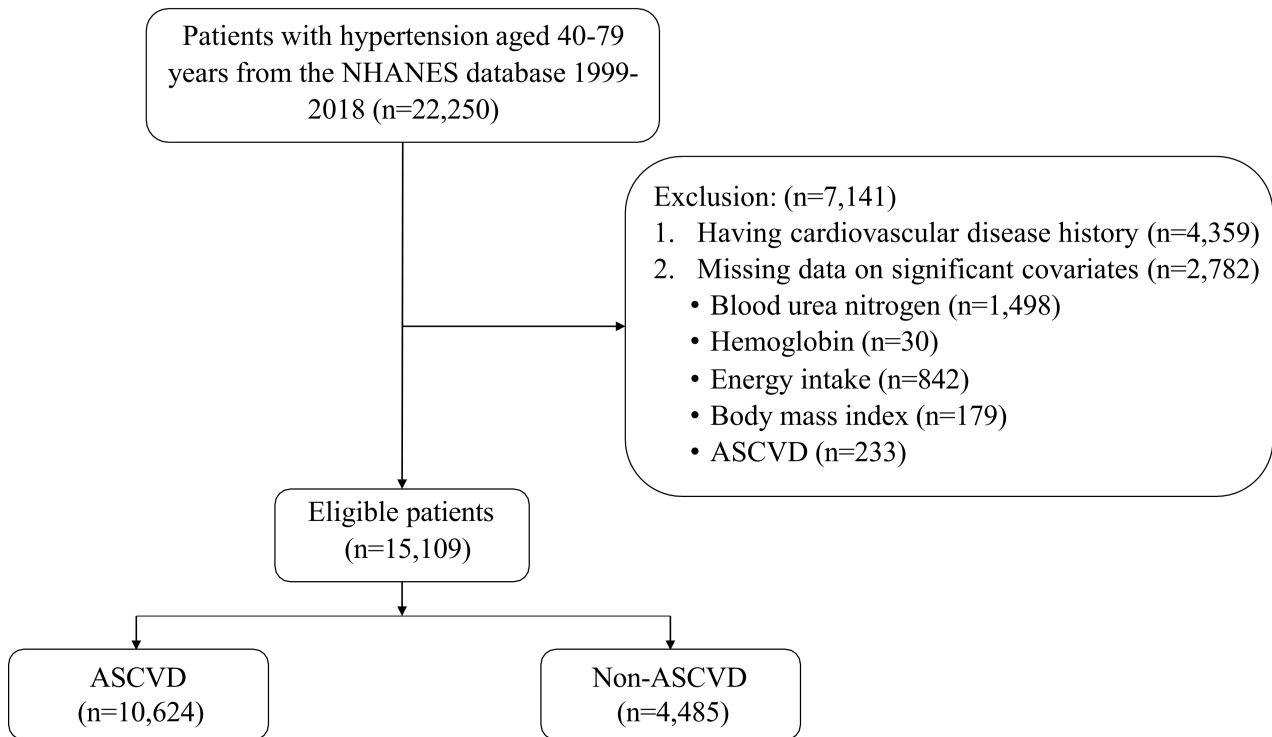 Patients with hypertension aged 40-79
years from the NHANES database 1999-
2018 (n=22,250)
Exclusion: (n=7,141)
1. Having cardiovascular disease history (n=4,359)
2. Missing data on significant covariates (n=2,782)
• Blood urea nitrogen (n=1,498)
• Hemoglobin (n=30)
• Energy intake (n=842)
• Body mass index (n=179)
• ASCVD (n=233)
Eligible patients
(n=15,109)
ASCVD
(n=10,624)
Non-ASCVD
(n=4,485)